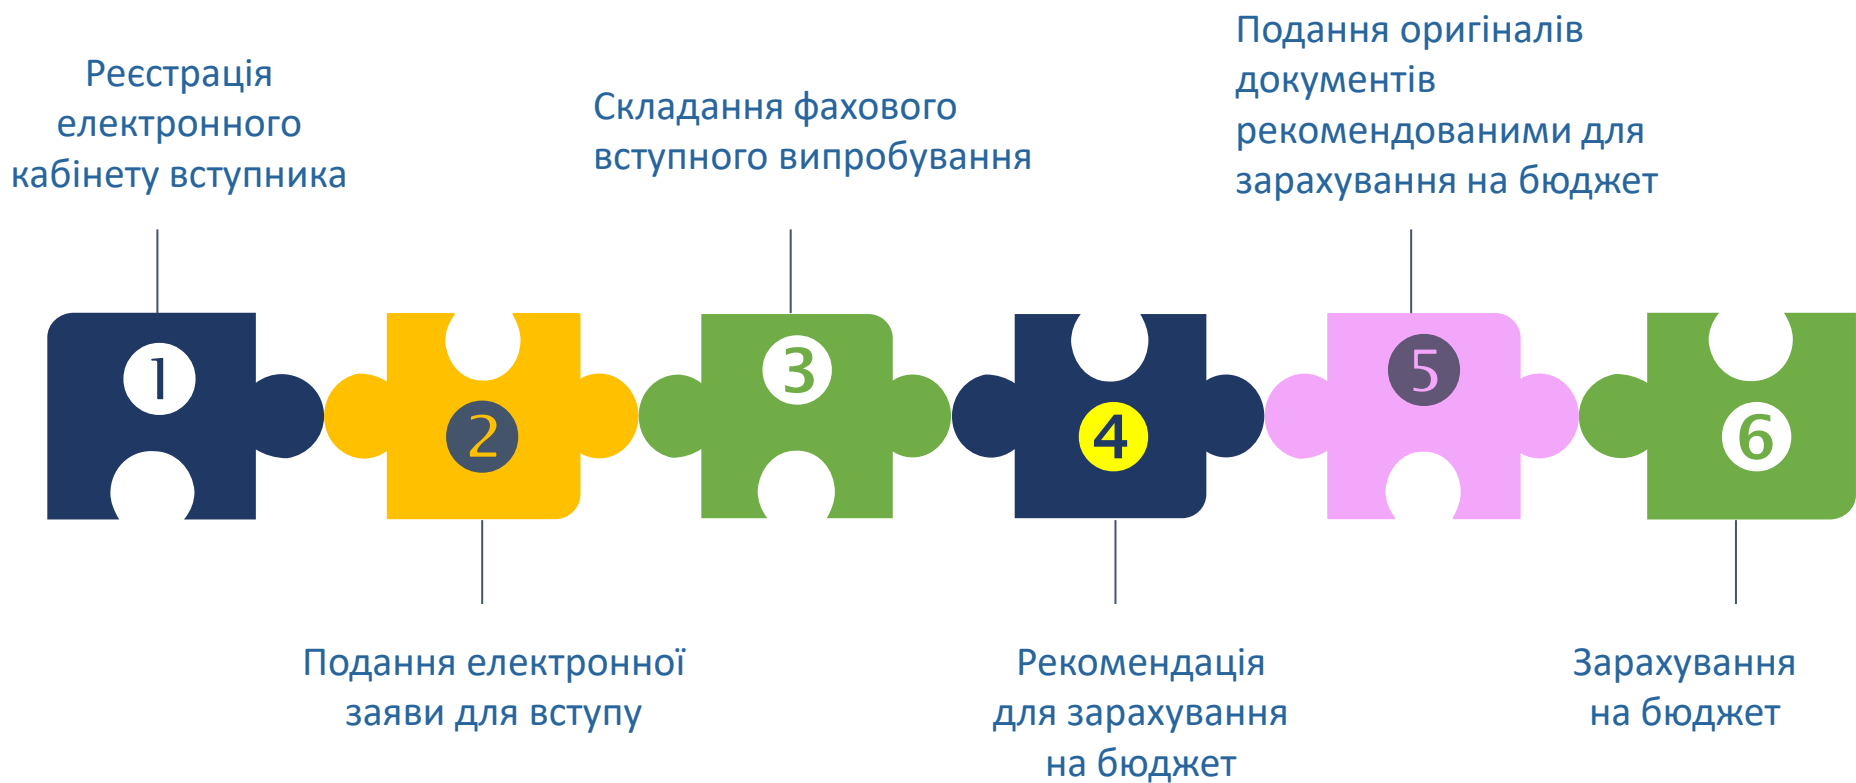 Реєстрація
електронного
кабінету вступника
1
2
Подання електронної
заяви для вступу
Складання фахового
вступного випробування
3
4
Рекомендація
для зарахування
на бюджет
Подання оригіналів
документів
рекомендованими для
зарахування на бюджет
5
6
Зарахування
на бюджет